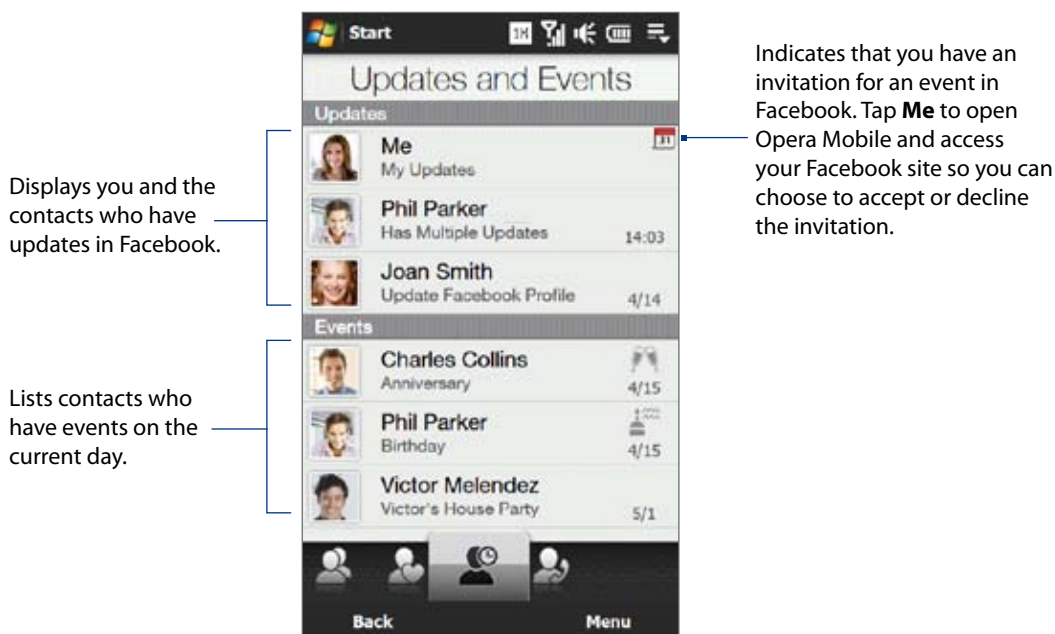 Start
1X
Updates and Events
Updates
Me
31
My Updates
Phil Parker
Has Multiple Updates 14:03
Joan Smith
Update Facebook Profile 4/14
Events
Charles Collins
Anniversary 4/15
Phil Parker
Birthday 4/15
Victor Melendez
Victor's House Party 5/1
Back Menu
Displays you and the
contacts who have
updates in Facebook.
Lists contacts who
have events on the
current day.
Indicates that you have an
invitation for an event in
Facebook. Tap Me to open
Opera Mobile and access
your Facebook site so you can
choose to accept or decline
the invitation.